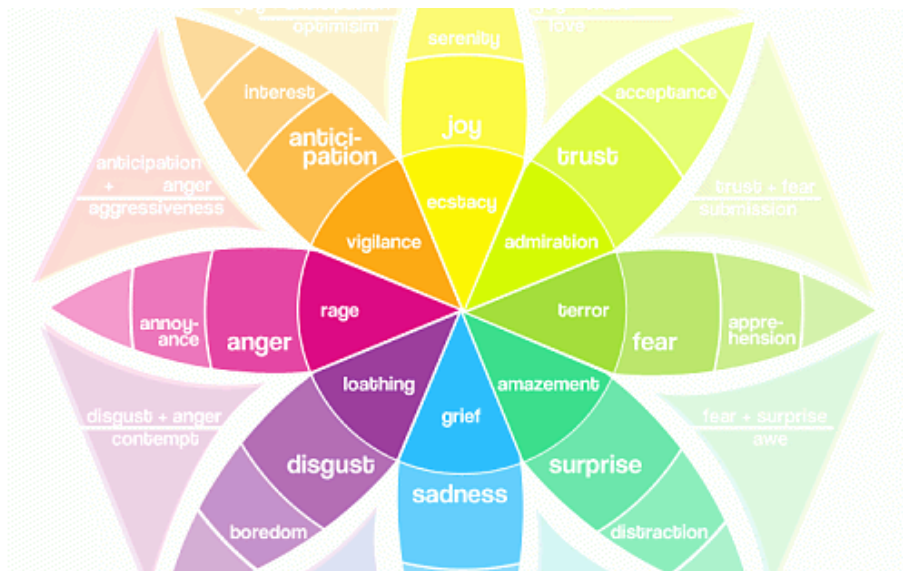 optimisim
love
serenity
interest
acceptance
joy
antici-
pation
trust
anticipation
+ anger
aggressiveness
trust + fear
submission
ecstacy
vigilance
admiration
rage
terror
annoy-
ance
anger
fear
appre-
hension
loathing
amazement
grief
disgust + anger
contempt
fear + surprise
awe
disgust
surprise
sadness
boredom
distraction